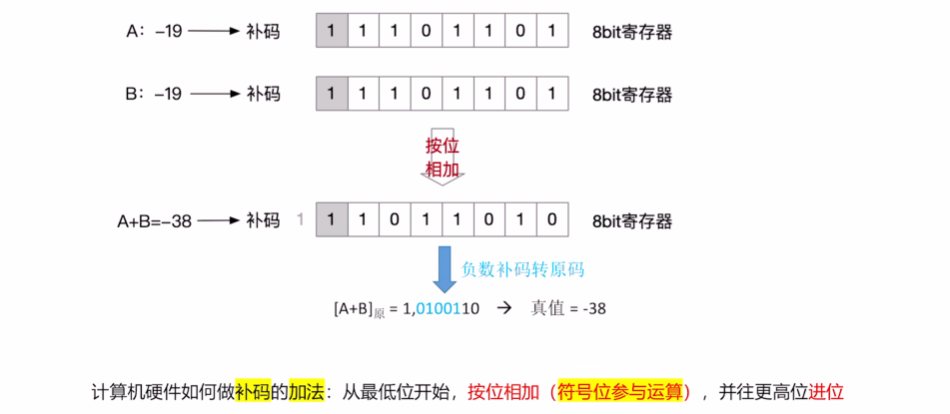 A：-19 补码 1 1 1 0 1 1 0 1 8bit寄存器
B：-19 补码 1 1 1 0 1 1 0 1 8bit寄存器
按位
相加
A+B=-38 补码 1 1 1 0 1 1 0 1 0 8bit寄存器
负数补码转原码
[A+B]原 = 1,0100110 → 真值 = -38
计算机硬件如何做补码的加法：从最低位开始，按位相加（符号位参与运算），并往更高位进位